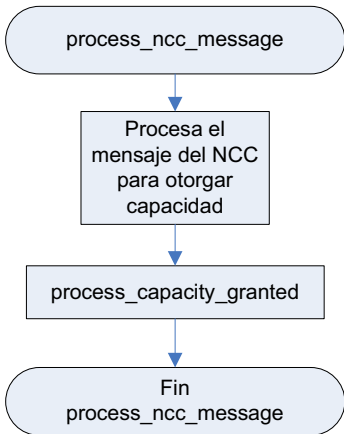 process_ncc_message
Procesa el
mensaje del NCC
para otorgar
capacidad
process_capacity_granted
Fin
process_ncc_message